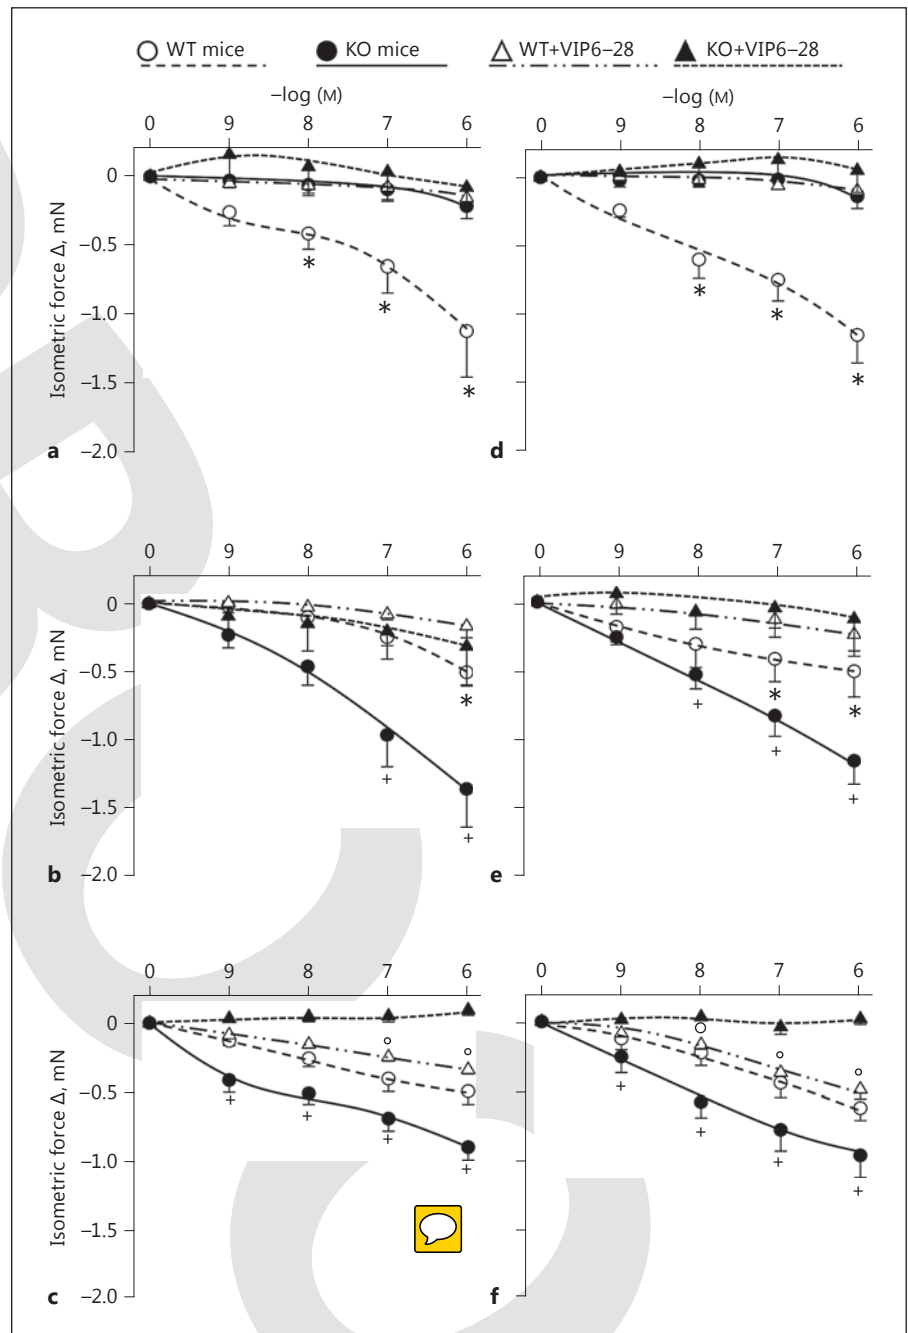 WT mice KO mice WT+VIP6–28 KO+VIP6–28
–log (M) –log (M)
0 9 8 7 6 0 9 8 7 6
0
–0.5
* *
–1.0
* *
–1.5
* *
–2.0
Isometric force Δ, mN
a d
0 9 8 7 6 0 9 8 7 6
0
–0.5
* + * *
–1.0
+ + +
–1.5
+
–2.0
Isometric force Δ, mN
b e
0 9 8 7 6 0 9 8 7 6
0
–0.5
+ + + +
–1.0
+ + + +
–1.5
–2.0
Isometric force Δ, mN
c f